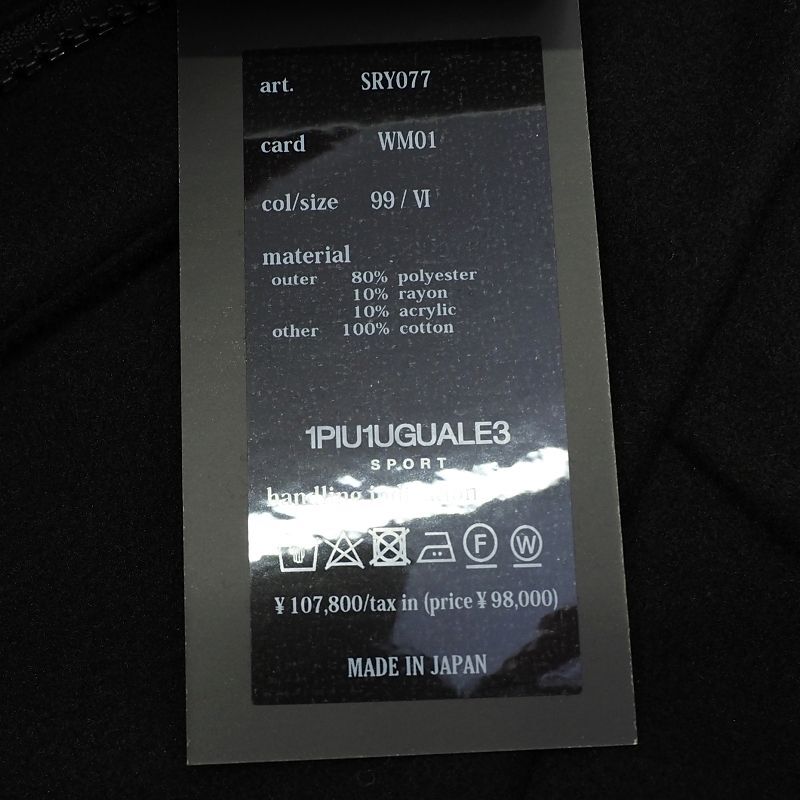 art. SRY077
card WM01
col/size 99 / VI
material
outer 80% polyester
10% rayon
10% acrylic
other 100% cotton
1PIU1UGUALE3
SPORT
handling
F W
¥107,800/tax in (price ¥98,000)
MADE IN JAPAN